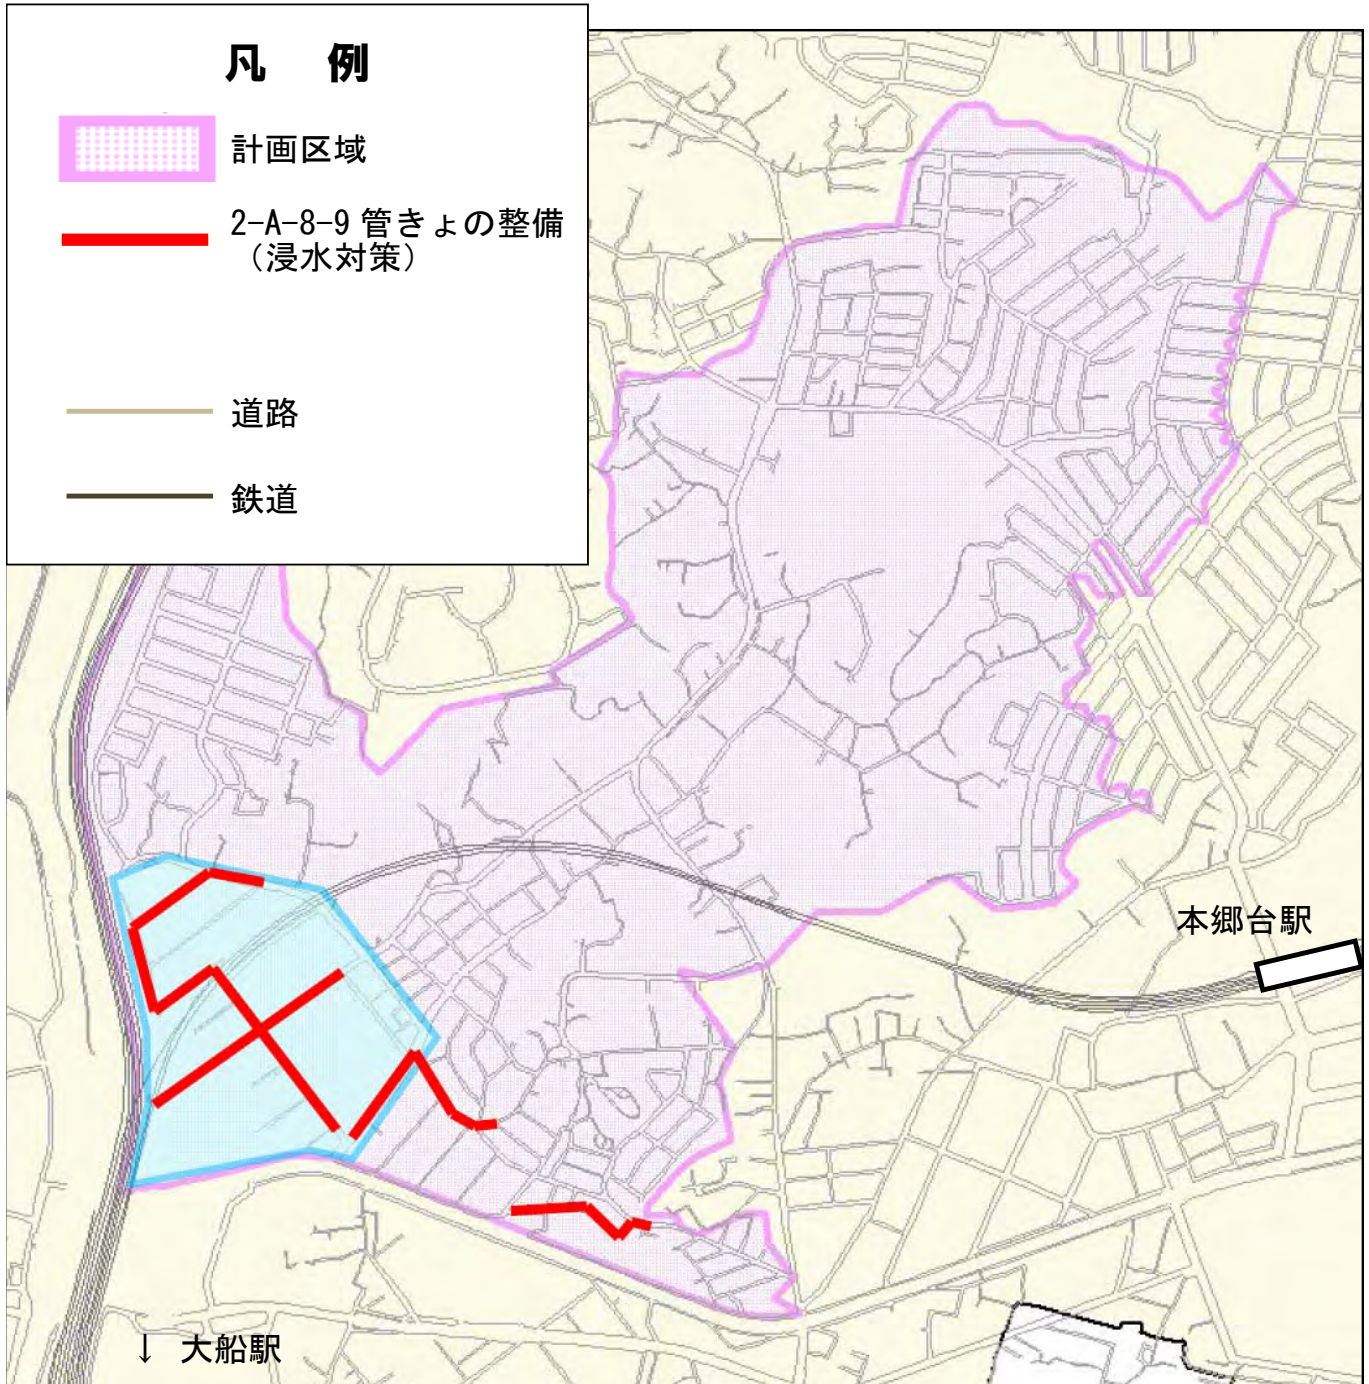 凡　例
計画区域
2-A-8-9 管きょの整備
（浸水対策）
道路
鉄道
本郷台駅
↓ 大船駅